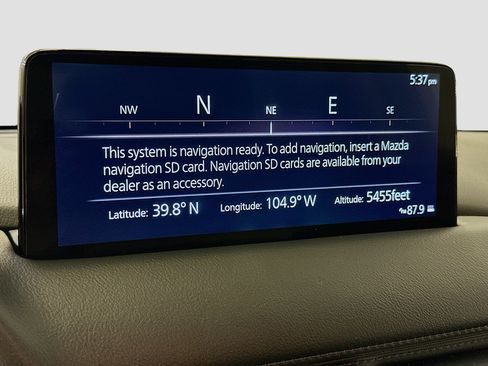 5:37pm
NW N NE E SE
This system is navigation ready. To add navigation, insert a Mazda
navigation SD card. Navigation SD cards are available from your
dealer as an accessory.
Latitude: 39.8° N Longitude: 104.9° W Altitude: 5455feet
87.9